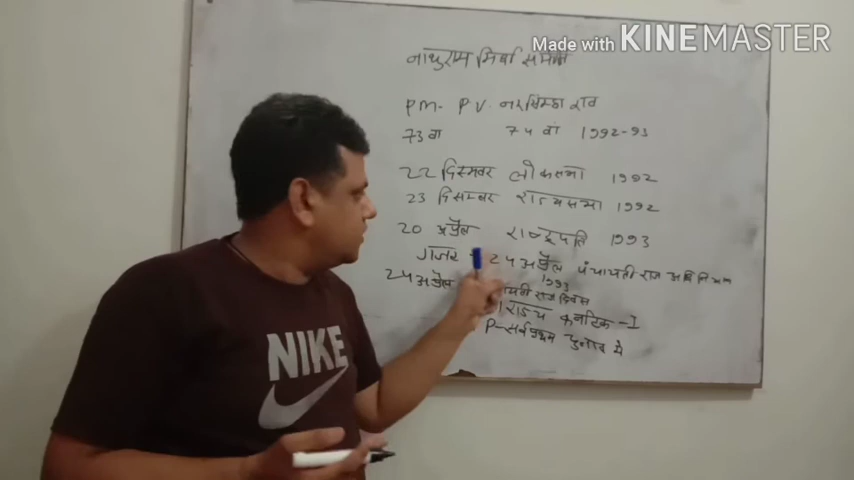 Made with KINEMASTER
नाथुराम मिर्धा समिति
PM- P.V. नरसिम्हा राव
73वा 74 वां 1992-93
22 दिसम्बर लोकसभा 1992
23 दिसम्बर राज्यसभा 1992
20 अप्रैल राष्ट्रपति 1993
गजट 24 अप्रैल पंचायती राज अधिनियम
1993
24 अप्रैल राज दिवस
राज्य कर्नाटक -I
P-सर्वप्रथम चुनाव मे
NIKE